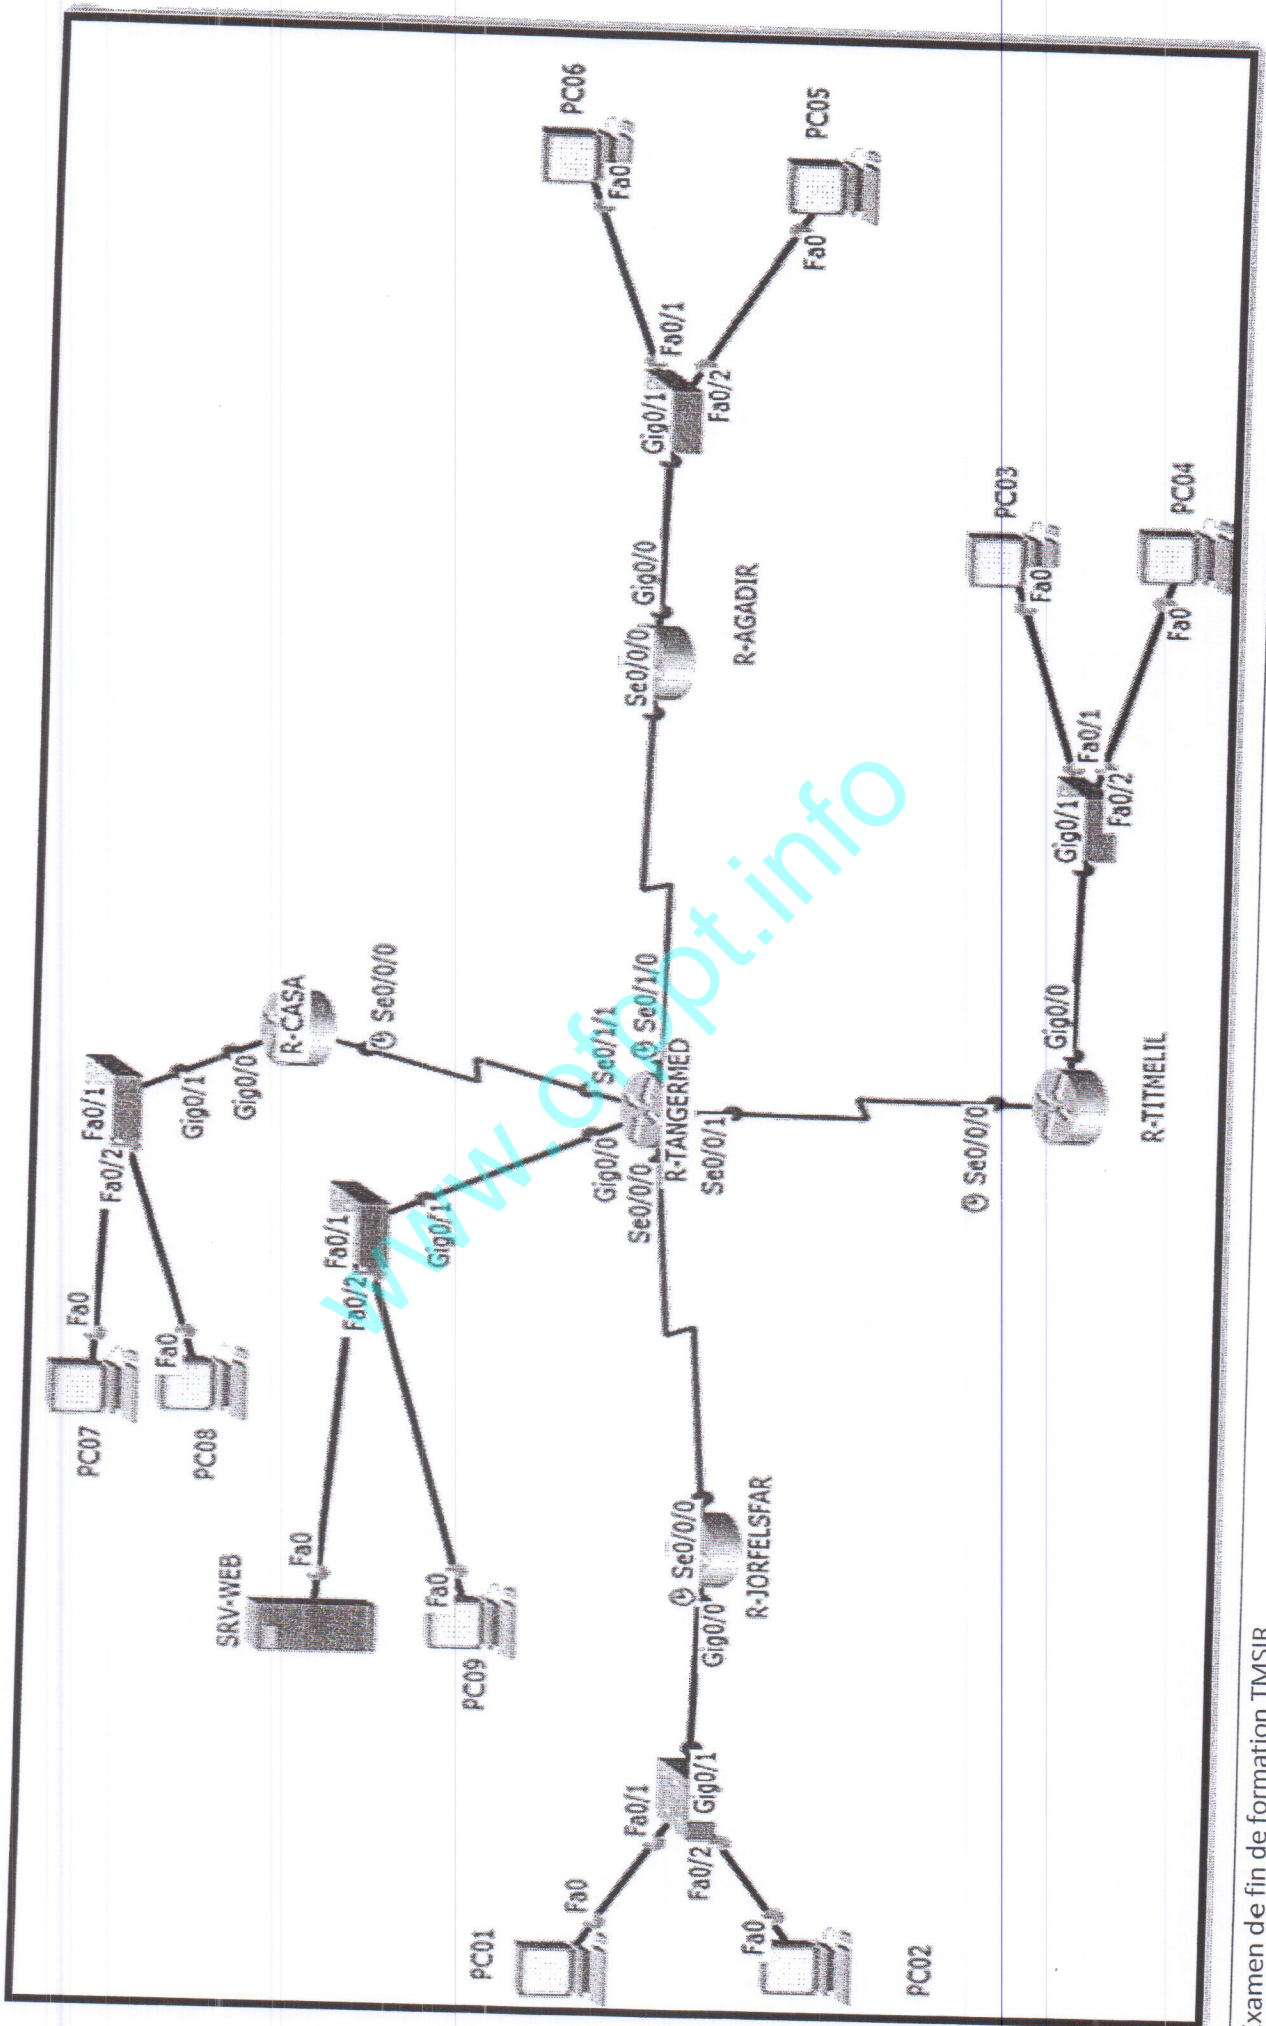 PC07
Fa0
Fa0/2
Fa0/1
PC08
Fa0
Gig0/1
Gig0/0
R-CASA
Se0/0/0
SRV-WEB
Fa0
Fa0/2
Fa0/1
PC09
Fa0
Gig0/1
Gig0/0
Se0/1/1
Se0/0/0
Se0/1/0
R-TANGERMED
Se0/0/1
PC01
Fa0
Fa0/1
Fa0/2
Gig0/1
Fa0
PC02
Gig0/0
Se0/0/0
R-JORFELSFAR
Se0/0/0
Gig0/0
R-AGADIR
Gig0/1
Fa0/1
Fa0/2
Fa0
PC06
Fa0
PC05
Se0/0/0
Gig0/0
R-TITMELIL
Gig0/1
Fa0/1
Fa0/2
Fa0
PC03
Fa0
PC04
www.ofppt.info
Examen de fin de formation TMSIR